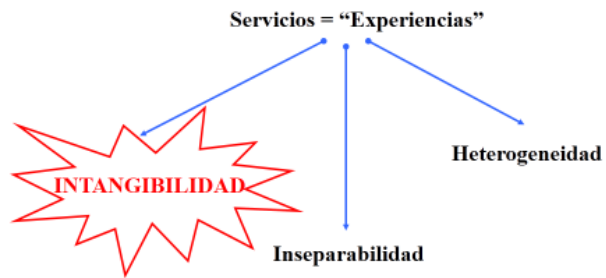 Servicios = “Experiencias”
Heterogeneidad
INTANGIBILIDAD
Inseparabilidad